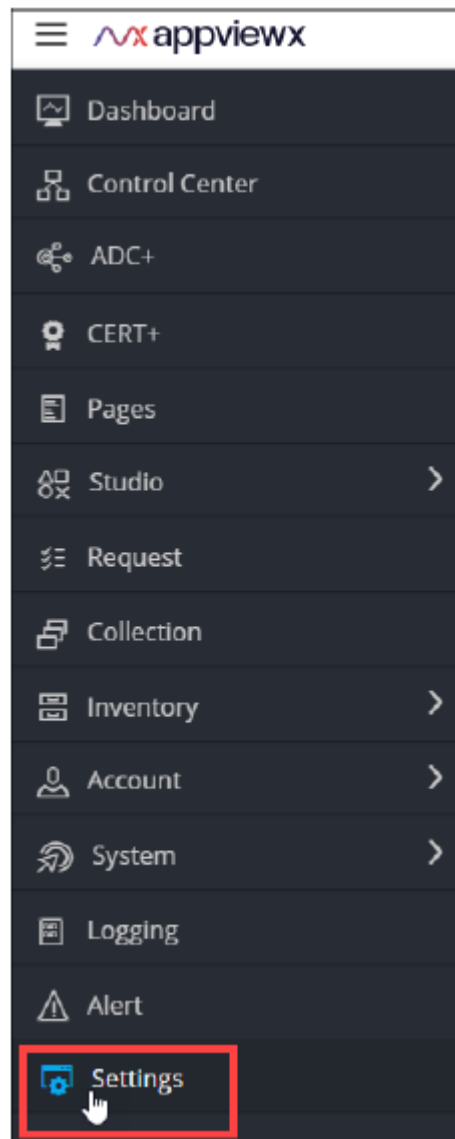 appviewx
Dashboard
Control Center
ADC+
CERT+
Pages
Studio
Request
Collection
Inventory
Account
System
Logging
Alert
Settings